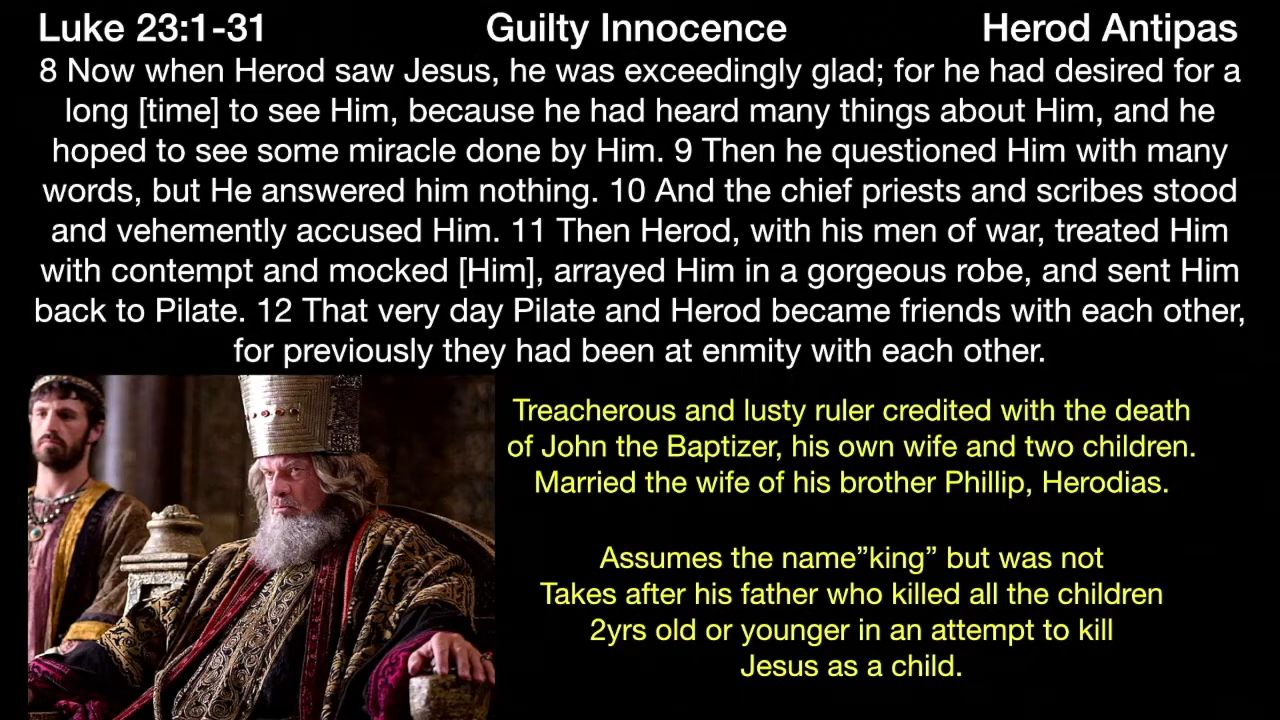 Luke 23:1-31 Guilty Innocence Herod Antipas
8 Now when Herod saw Jesus, he was exceedingly glad; for he had desired for a
long [time] to see Him, because he had heard many things about Him, and he
hoped to see some miracle done by Him. 9 Then he questioned Him with many
words, but He answered him nothing. 10 And the chief priests and scribes stood
and vehemently accused Him. 11 Then Herod, with his men of war, treated Him
with contempt and mocked [Him], arrayed Him in a gorgeous robe, and sent Him
back to Pilate. 12 That very day Pilate and Herod became friends with each other,
for previously they had been at enmity with each other.
Treacherous and lusty ruler credited with the death
of John the Baptizer, his own wife and two children.
Married the wife of his brother Phillip, Herodias.
Assumes the name”king” but was not
Takes after his father who killed all the children
2yrs old or younger in an attempt to kill
Jesus as a child.